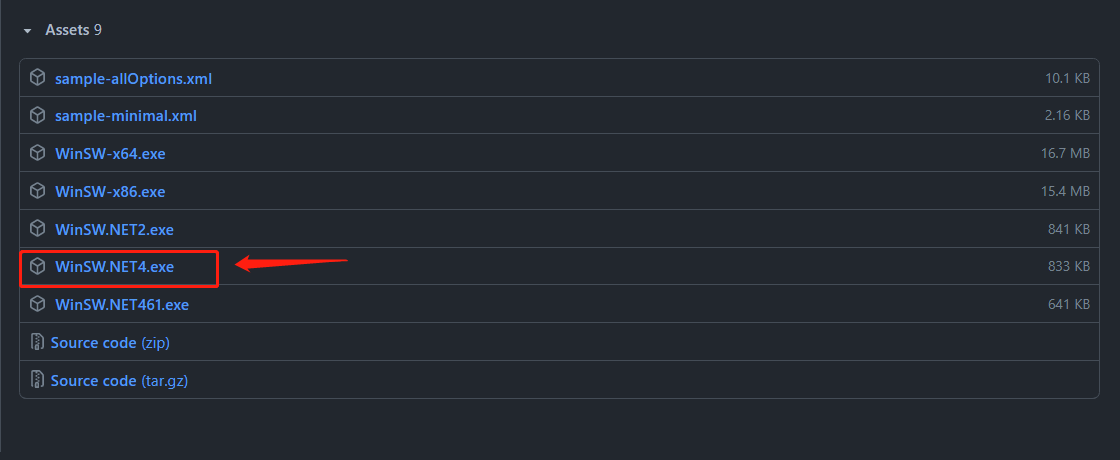 Assets 9
sample-allOptions.xml 10.1 KB
sample-minimal.xml 2.16 KB
WinSW-x64.exe 16.7 MB
WinSW-x86.exe 15.4 MB
WinSW.NET2.exe 841 KB
WinSW.NET4.exe 833 KB
WinSW.NET461.exe 641 KB
Source code (zip)
Source code (tar.gz)